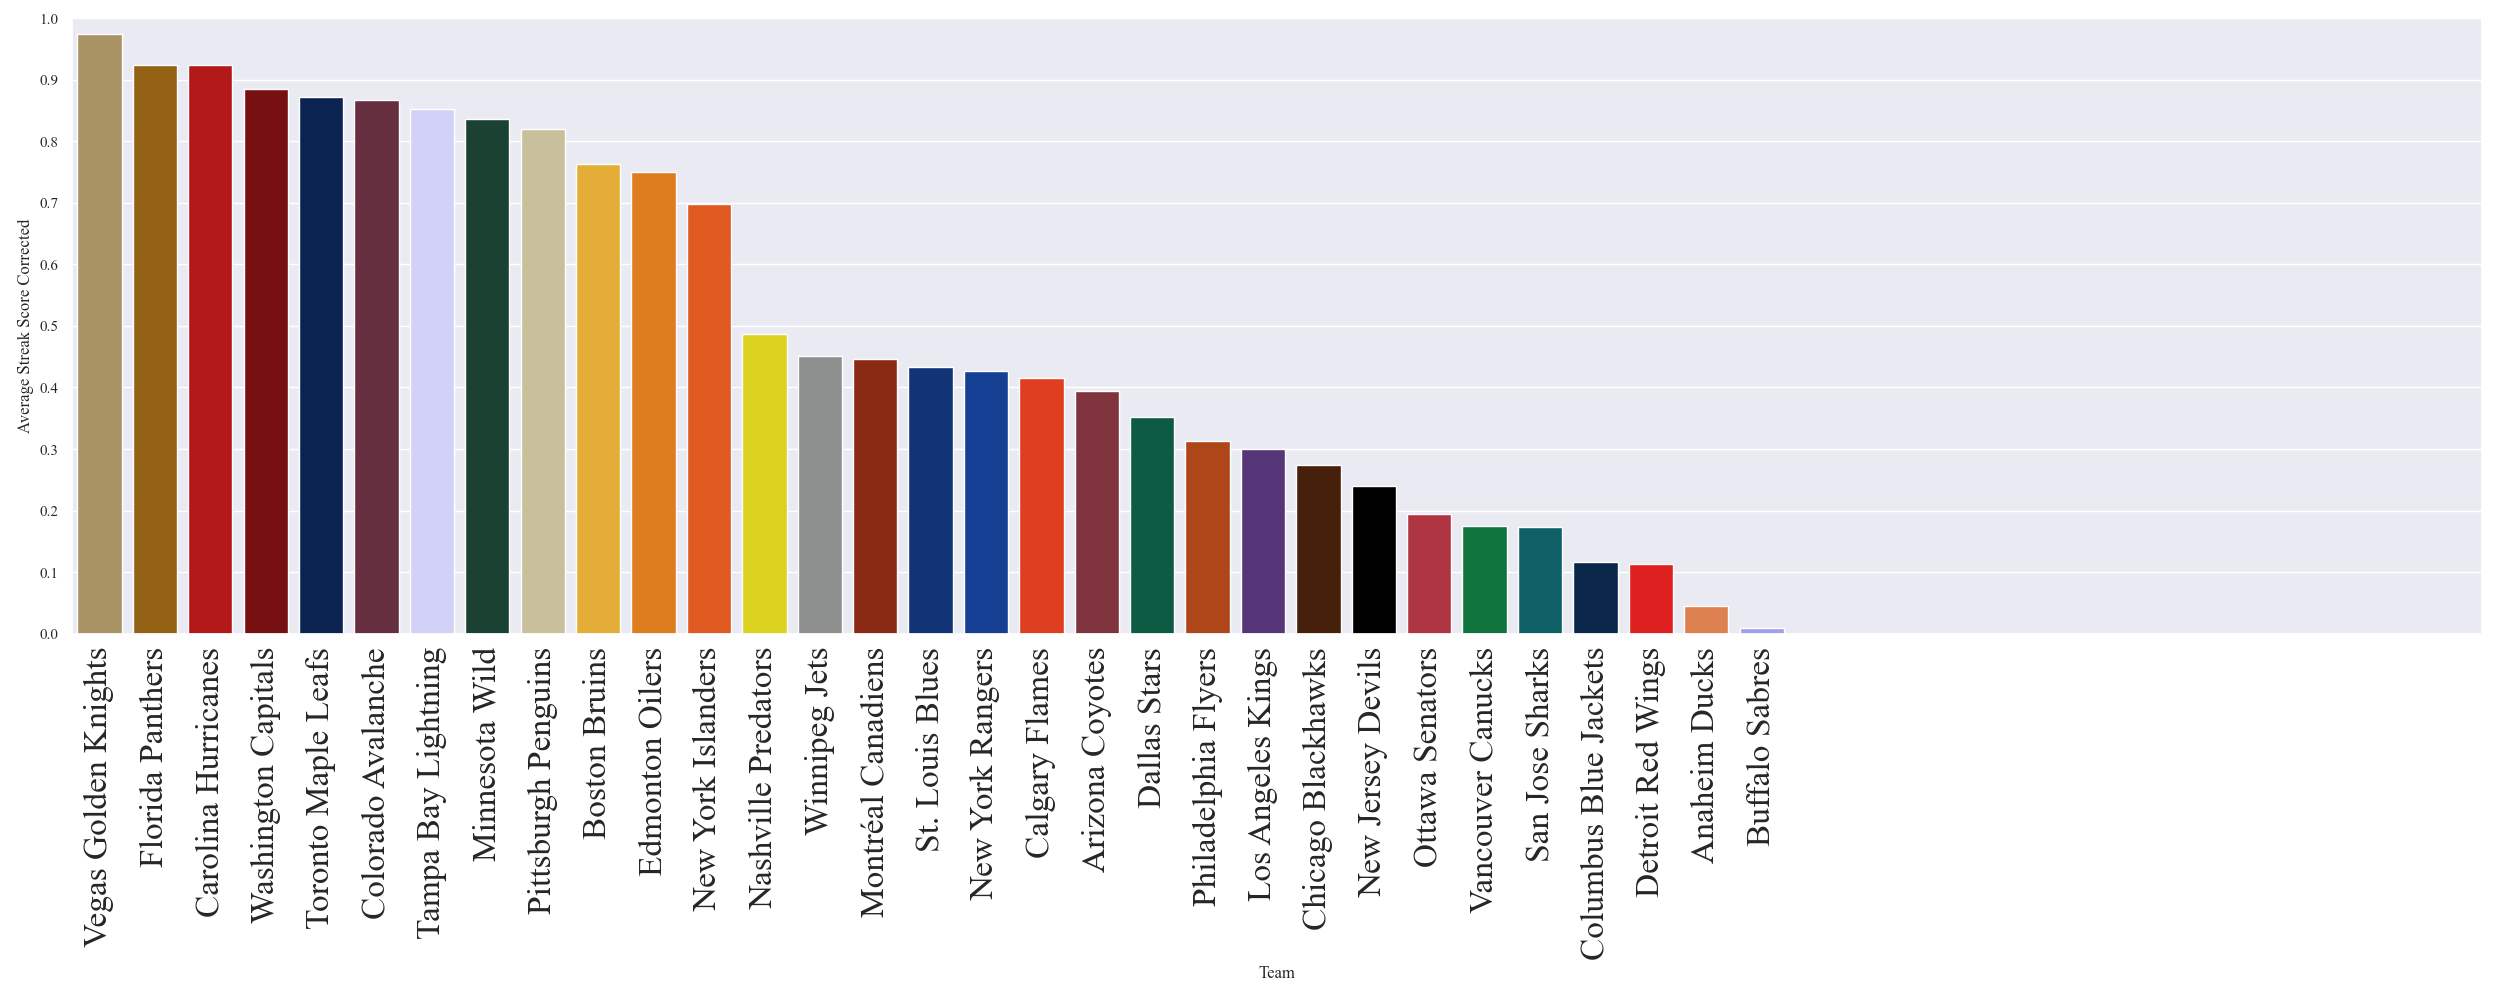 1.0
0.9
0.8
0.7
0.6
0.5
0.4
0.3
0.2
0.1
0.0
Average Streak Score Corrected
Vegas Golden Knights
Florida Panthers
Carolina Hurricanes
Washington Capitals
Toronto Maple Leafs
Colorado Avalanche
Tampa Bay Lightning
Minnesota Wild
Pittsburgh Penguins
Boston Bruins
Edmonton Oilers
New York Islanders
Nashville Predators
Winnipeg Jets
Montréal Canadiens
St. Louis Blues
New York Rangers
Calgary Flames
Arizona Coyotes
Dallas Stars
Philadelphia Flyers
Los Angeles Kings
Chicago Blackhawks
New Jersey Devils
Ottawa Senators
Vancouver Canucks
San Jose Sharks
Columbus Blue Jackets
Detroit Red Wings
Anaheim Ducks
Buffalo Sabres
Team